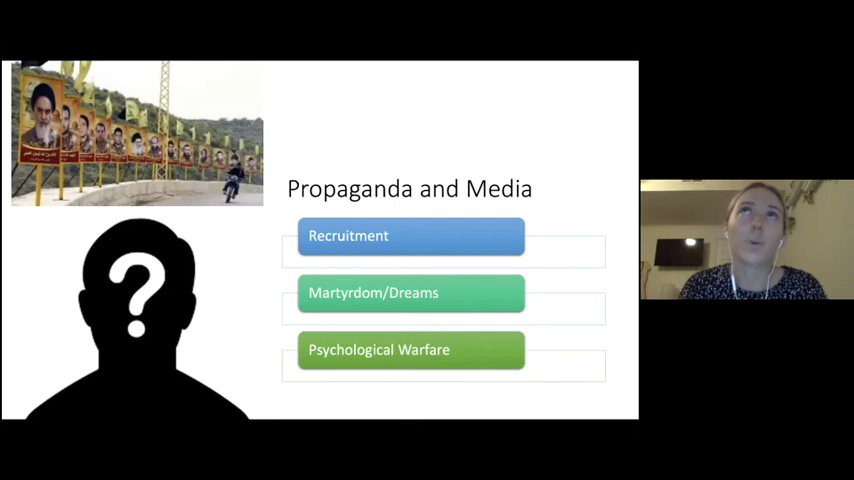 Propaganda and Media
Recruitment
?
Martyrdom/Dreams
Psychological Warfare